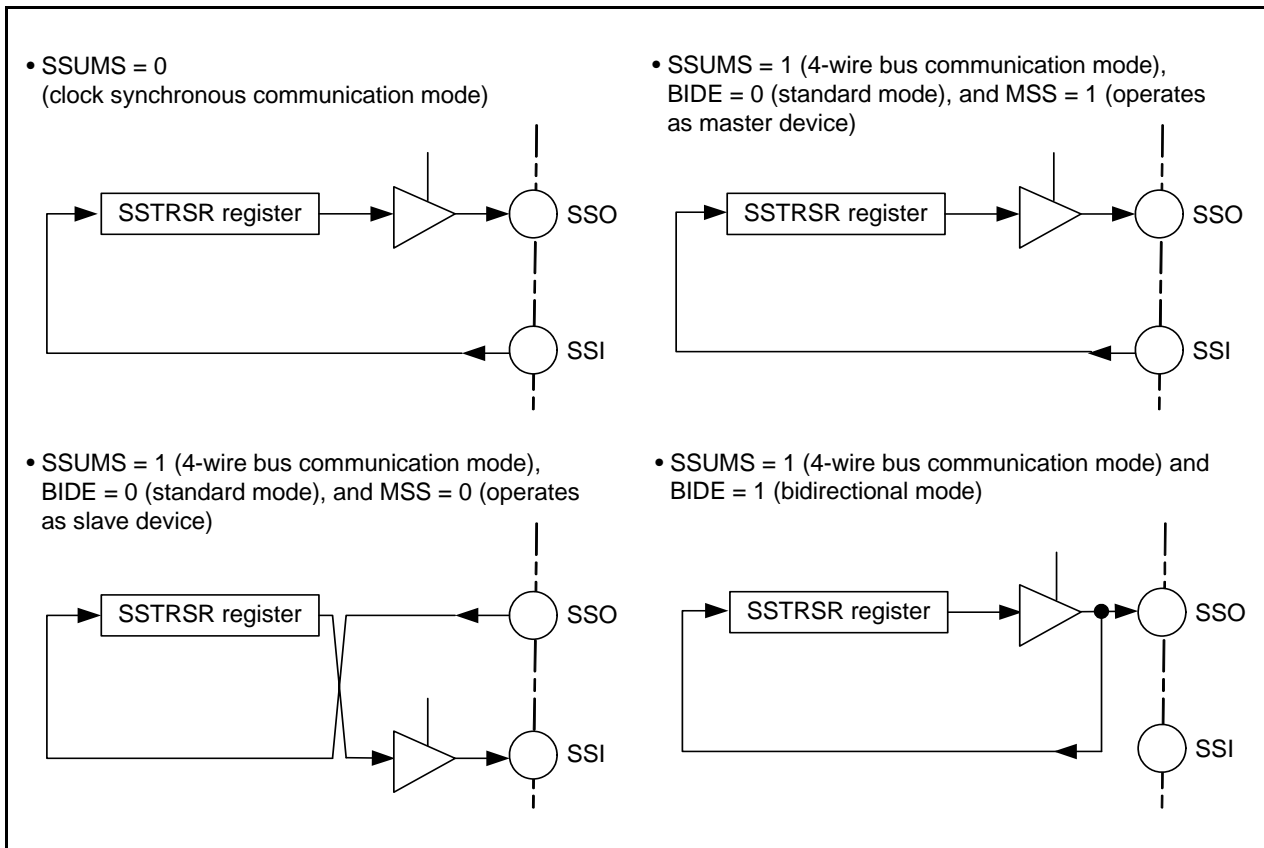 • SSUMS = 0
(clock synchronous communication mode)
SSTRSR register
SSO
SSI
• SSUMS = 1 (4-wire bus communication mode),
BIDE = 0 (standard mode), and MSS = 1 (operates
as master device)
SSTRSR register
SSO
SSI
• SSUMS = 1 (4-wire bus communication mode),
BIDE = 0 (standard mode), and MSS = 0 (operates
as slave device)
SSTRSR register
SSO
SSI
• SSUMS = 1 (4-wire bus communication mode) and
BIDE = 1 (bidirectional mode)
SSTRSR register
SSO
SSI